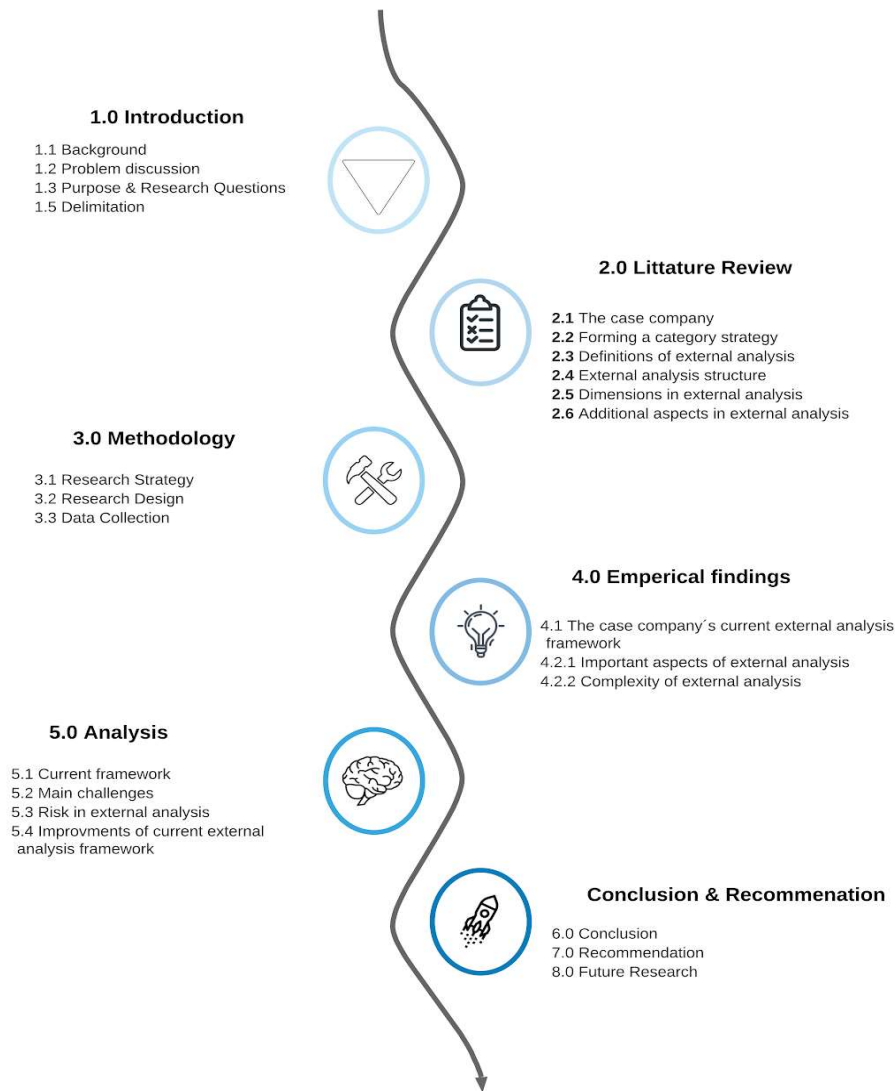 1.0 Introduction
1.1 Background
1.2 Problem discussion
1.3 Purpose & Research Questions
1.5 Delimitation
2.0 Littature Review
2.1 The case company
2.2 Forming a category strategy
2.3 Definitions of external analysis
2.4 External analysis structure
2.5 Dimensions in external analysis
2.6 Additional aspects in external analysis
3.0 Methodology
3.1 Research Strategy
3.2 Research Design
3.3 Data Collection
4.0 Emperical findings
4.1 The case company´s current external analysis
framework
4.2.1 Important aspects of external analysis
4.2.2 Complexity of external analysis
5.0 Analysis
5.1 Current framework
5.2 Main challenges
5.3 Risk in external analysis
5.4 Improvments of current external
analysis framework
Conclusion & Recommenation
6.0 Conclusion
7.0 Recommendation
8.0 Future Research